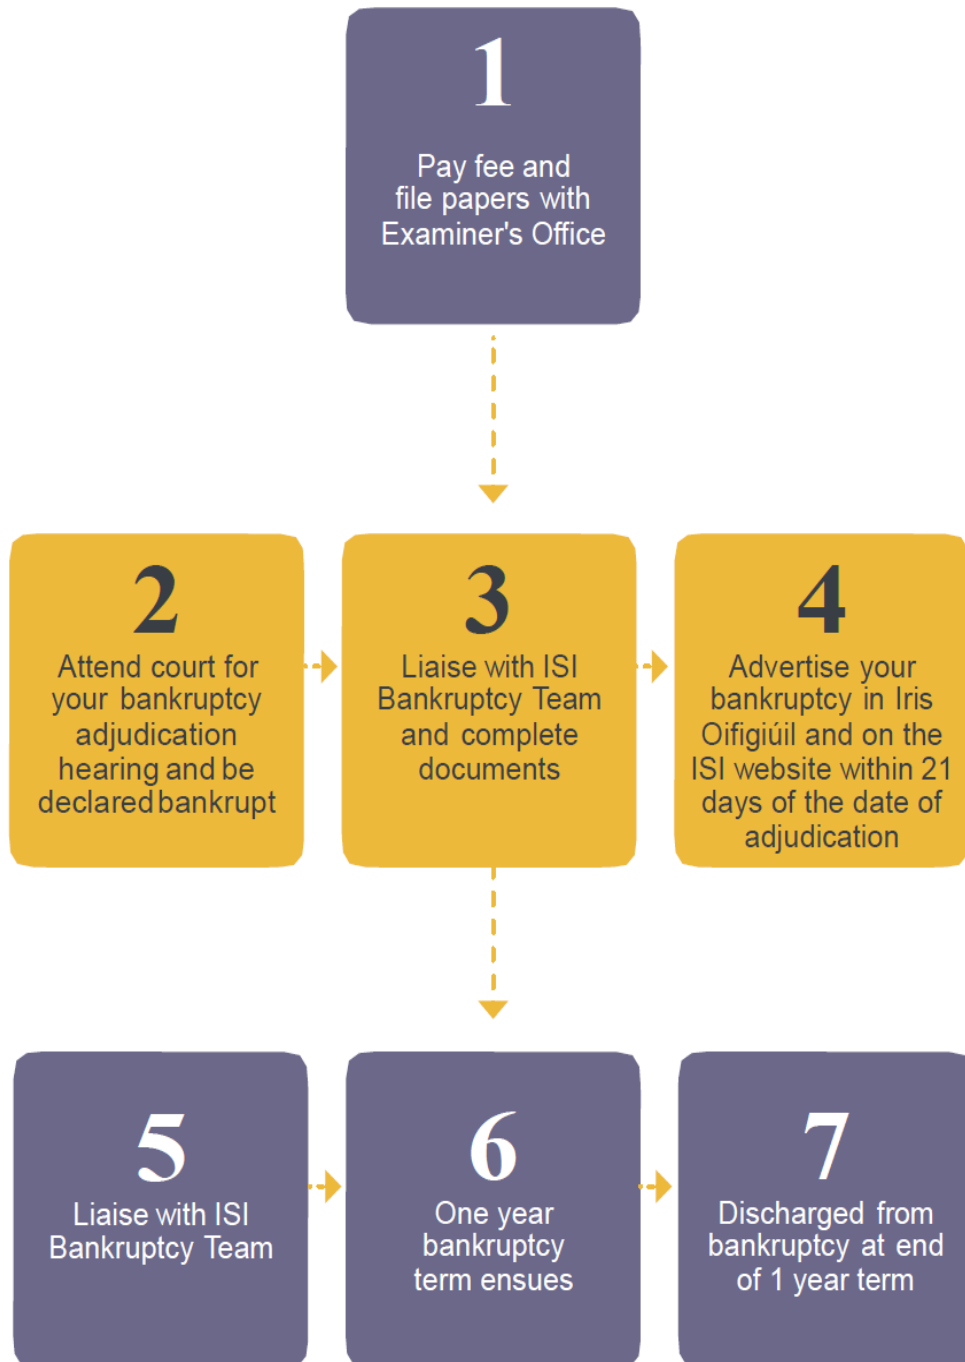 1
Pay fee and
file papers with
Examiner's Office
2
Attend court for
your bankruptcy
adjudication
hearing and be
declared bankrupt
3
Liaise with ISI
Bankruptcy Team
and complete
documents
4
Advertise your
bankruptcy in Iris
Oifigiúil and on the
ISI website within 21
days of the date of
adjudication
5
Liaise with ISI
Bankruptcy Team
6
One year
bankruptcy
term ensues
7
Discharged from
bankruptcy at end
of 1 year term